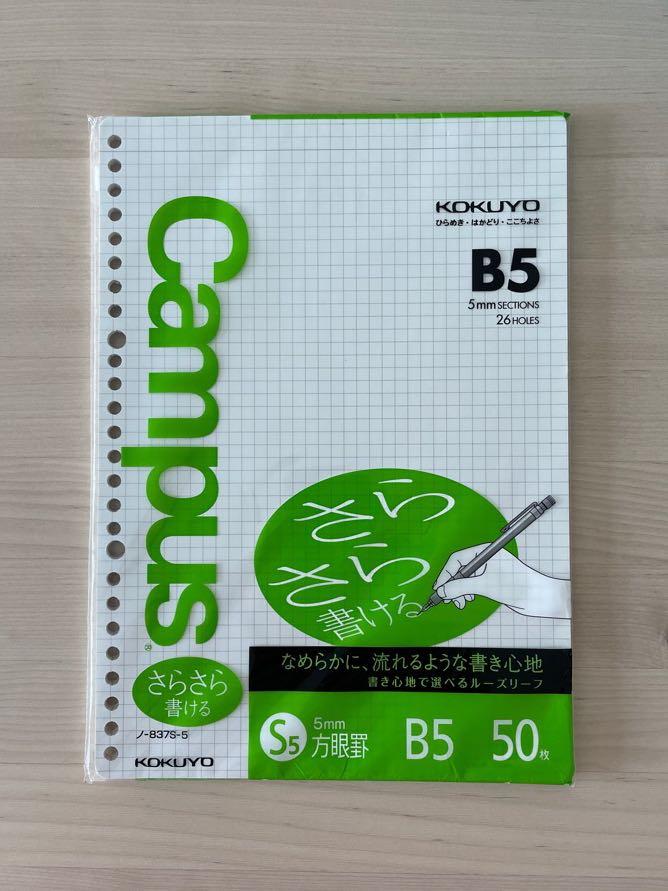 Campus
KOKUYO
ひらめき・はかどり・ここちよさ
B5
5mm SECTIONS
26 HOLES
さら
さら
書ける
なめらかに、流れるような書き心地
書き心地で選べるルーズリーフ
さらさら
書ける
ノ-837S-5
KOKUYO
S5
5mm
方眼罫
B5
50枚